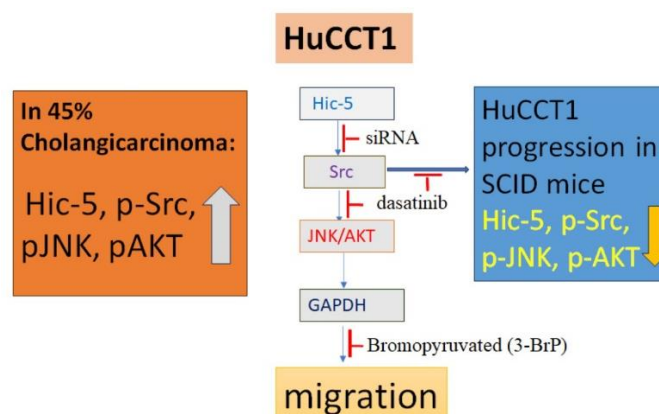 HuCCT1
In 45%
Cholangicarcinoma:
Hic-5, p-Src,
pJNK, pAKT
Hic-5
siRNA
Src
dasatinib
JNK/AKT
GAPDH
Bromopyruvated (3-BrP)
migration
HuCCT1
progression in
SCID mice
Hic-5, p-Src,
p-JNK, p-AKT